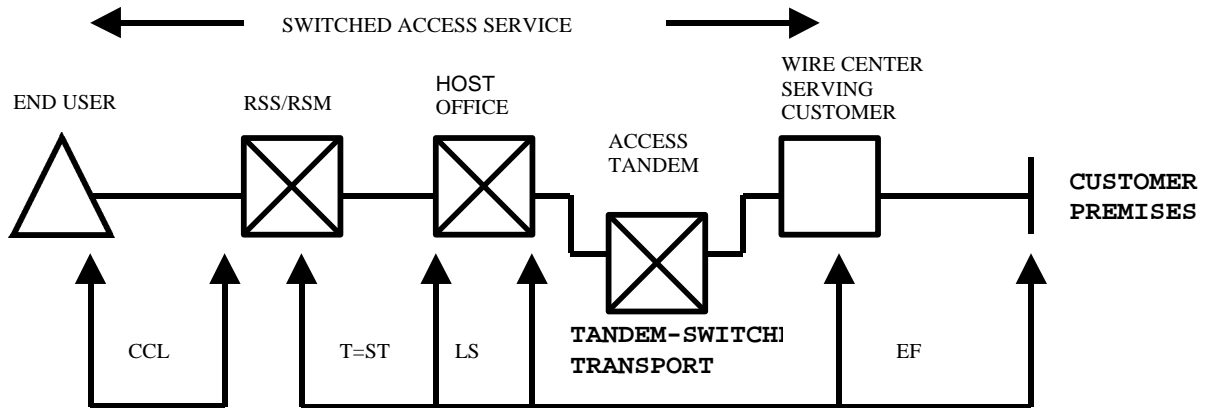 SWITCHED ACCESS SERVICE
END USER
RSS/RSM
HOST
OFFICE
ACCESS
TANDEM
WIRE CENTER
SERVING
CUSTOMER
CUSTOMER
PREMISES
CCL
T=ST
LS
TANDEM-SWITCH
TRANSPORT
EF